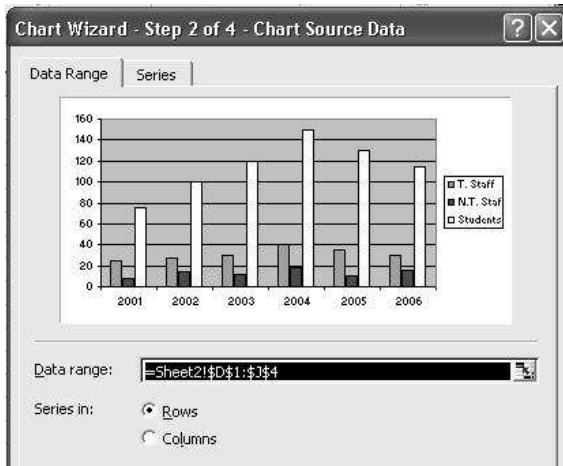 Chart Wizard - Step 2 of 4 - Chart Source Data
Data Range
Series
160
140
120
100
80
60
40
20
0
2001 2002 2003 2004 2005 2006
T. Staff
N.T. Staf
Students
Data range:
=Sheet2!$D$1:$J$4
Series in:
Rows
Columns